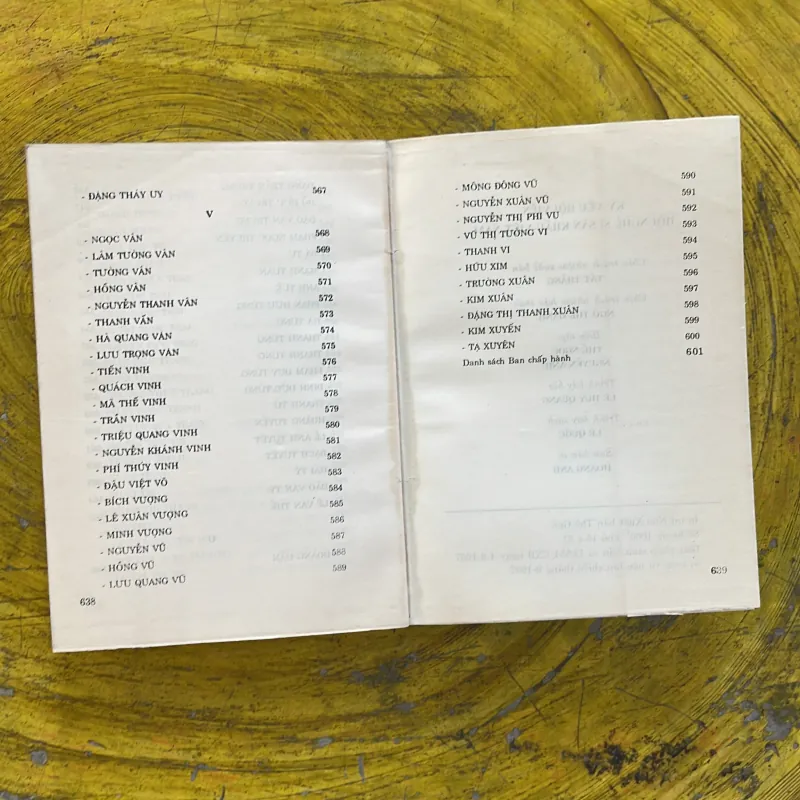 - ĐẶNG THÁY UY 567
V
- NGỌC VÂN 568
- LÂM TƯỜNG VÂN 569
- TƯỜNG VÂN 570
- HỒNG VÂN 571
- NGUYỄN THANH VÂN 572
- THANH VẤN 573
- HÀ QUANG VĂN 574
- LƯU TRỌNG VĂN 575
- TIẾN VINH 576
- QUÁCH VINH 577
- MÃ THẾ VINH 578
- TRẦN VINH 579
- TRIỆU QUANG VINH 580
- NGUYỄN KHÁNH VINH 581
- PHÍ THÚY VINH 582
- ĐẬU VIỆT VÕ 583
- BÍCH VƯỢNG 584
- LÊ XUÂN VƯỢNG 585
- MINH VƯỢNG 586
- NGUYỄN VŨ 587
- HỒNG VŨ 588
- LƯU QUANG VŨ 589
638
- MỘNG ĐÔNG VŨ 590
- NGUYỄN XUÂN VŨ 591
- NGUYỄN THỊ PHI VU 592
- VŨ THỊ TƯỜNG VI 593
- THANH VI 594
- HỮU XIM 595
- TRƯỜNG XUÂN 596
- KIM XUÂN 597
- ĐẶNG THỊ THANH XUÂN 598
- KIM XUYẾN 599
- TẠ XUYÊN 600
Danh sách Ban chấp hành 601
639